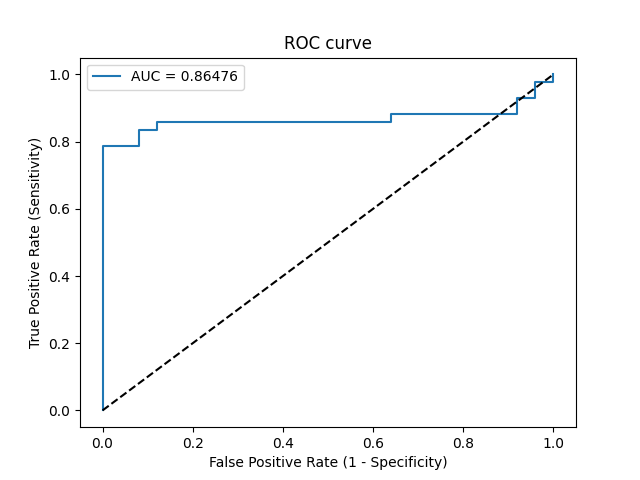 ROC curve
AUC = 0.86476
1.0
0.8
0.6
0.4
0.2
0.0
True Positive Rate (Sensitivity)
0.0 0.2 0.4 0.6 0.8 1.0
False Positive Rate (1 - Specificity)